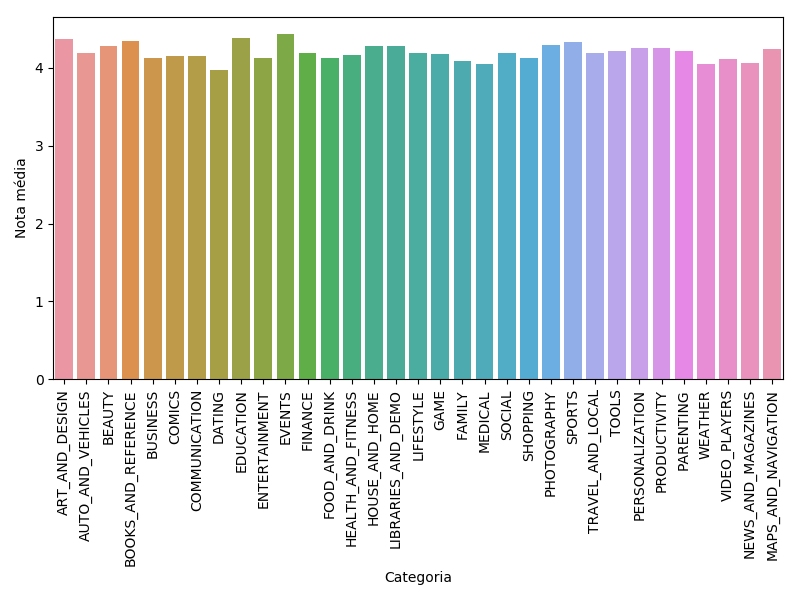 Nota média
4
3
2
1
0
ART_AND_DESIGN
AUTO_AND_VEHICLES
BEAUTY
BOOKS_AND_REFERENCE
BUSINESS
COMICS
COMMUNICATION
DATING
EDUCATION
ENTERTAINMENT
EVENTS
FINANCE
FOOD_AND_DRINK
HEALTH_AND_FITNESS
HOUSE_AND_HOME
LIBRARIES_AND_DEMO
LIFESTYLE
GAME
FAMILY
MEDICAL
SOCIAL
SHOPPING
PHOTOGRAPHY
SPORTS
TRAVEL_AND_LOCAL
TOOLS
PERSONALIZATION
PRODUCTIVITY
PARENTING
WEATHER
VIDEO_PLAYERS
NEWS_AND_MAGAZINES
MAPS_AND_NAVIGATION
Categoria